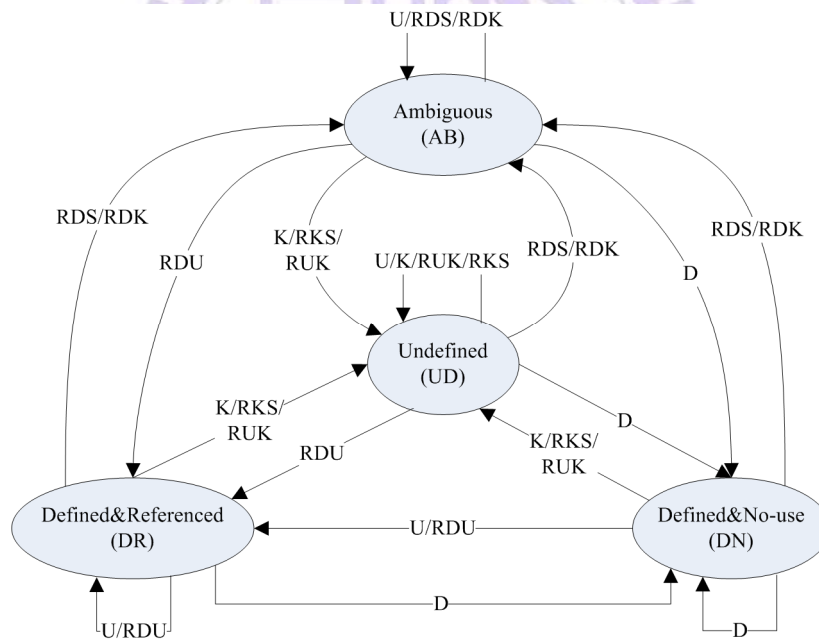 U/RDS/RDK
Ambiguous
(AB)
RDS/RDK
RDU
K/RKS/
RUK
U/K/RUK/RKS
RDS/RDK
D
RDS/RDK
Undefined
(UD)
K/RKS/
RUK
RDU
K/RKS/
RUK
D
Defined&Referenced
(DR)
U/RDU
Defined&No-use
(DN)
U/RDU
D
D